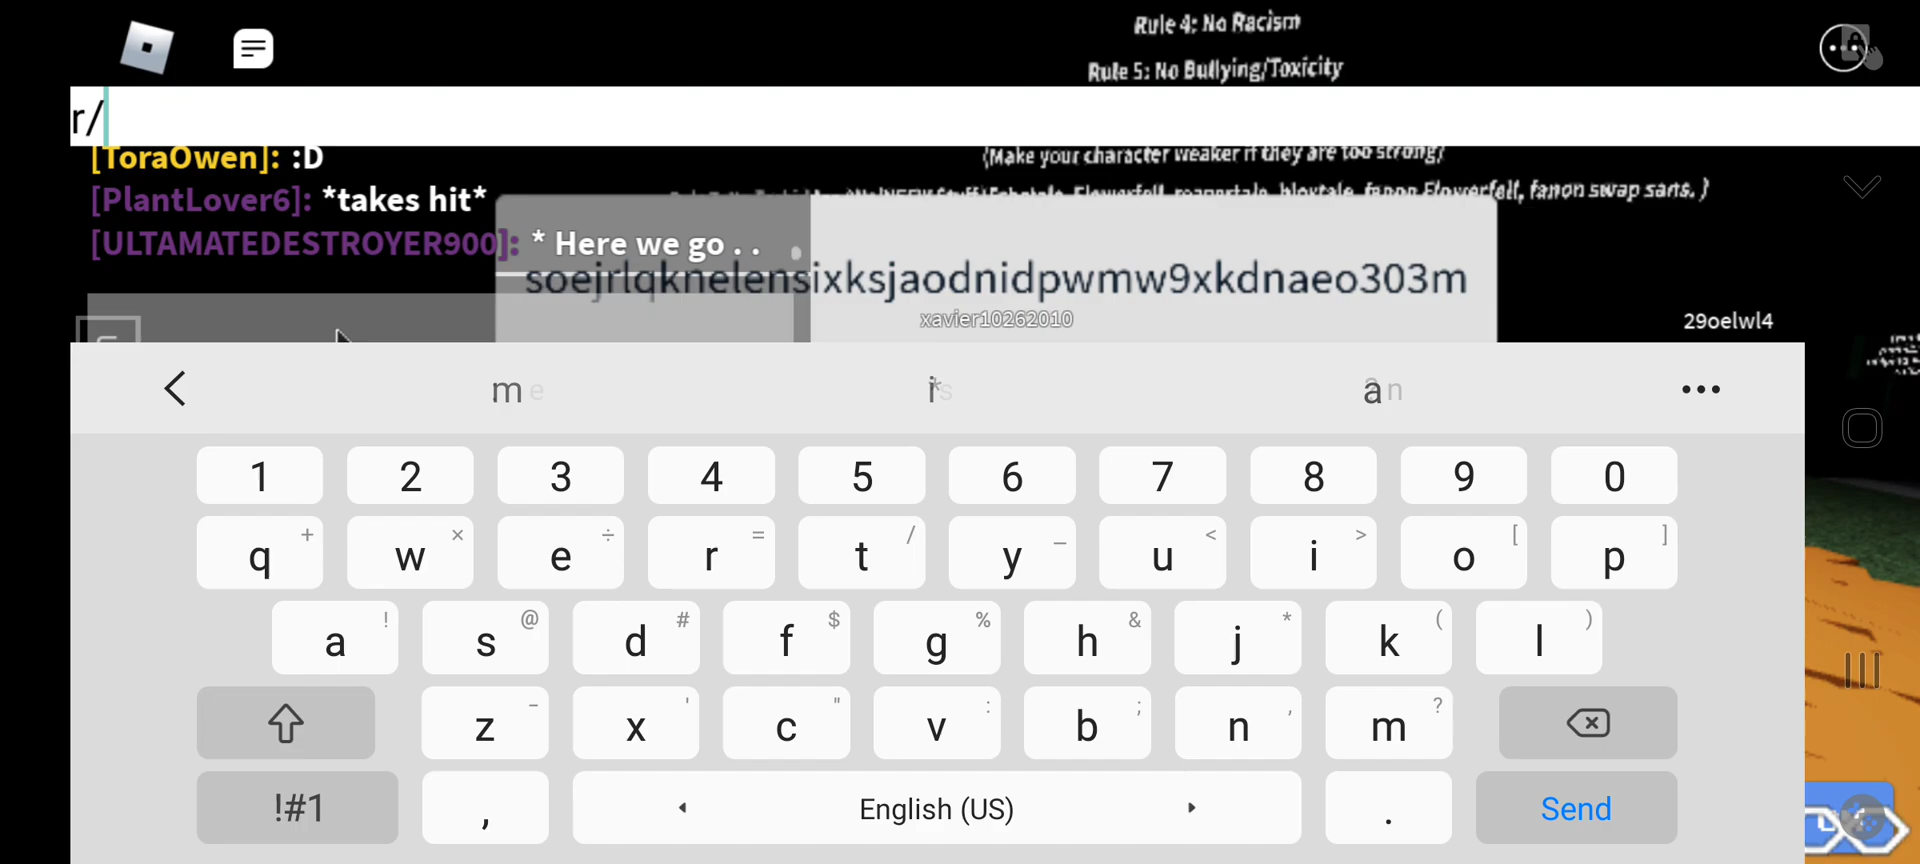 Rule 4: No Racism
Rule 5: No Bullying/Toxicity
r/
[ToraOwen]: :D
(Make your character weaker if they are too strong)
[PlantLover6]: *takes hit*
Flowerfell, reapertale, fanon Flowerfell, fanon swap sans. )
[ULTAMATEDESTROYER900]: * Here we go . .
soejrlqknelensixksjaodnidpwmw9xkdnaeo303m
xavier10262010
29oelwl4
m i a
1 2 3 4 5 6 7 8 9 0
q + w × e ÷ r = t / y _ u < i > o [ p ]
a ! s @ d # f $ g % h & j * k ( l )
z - x ' c " v : b ; n , m ?
!#1 , English (US) . Send